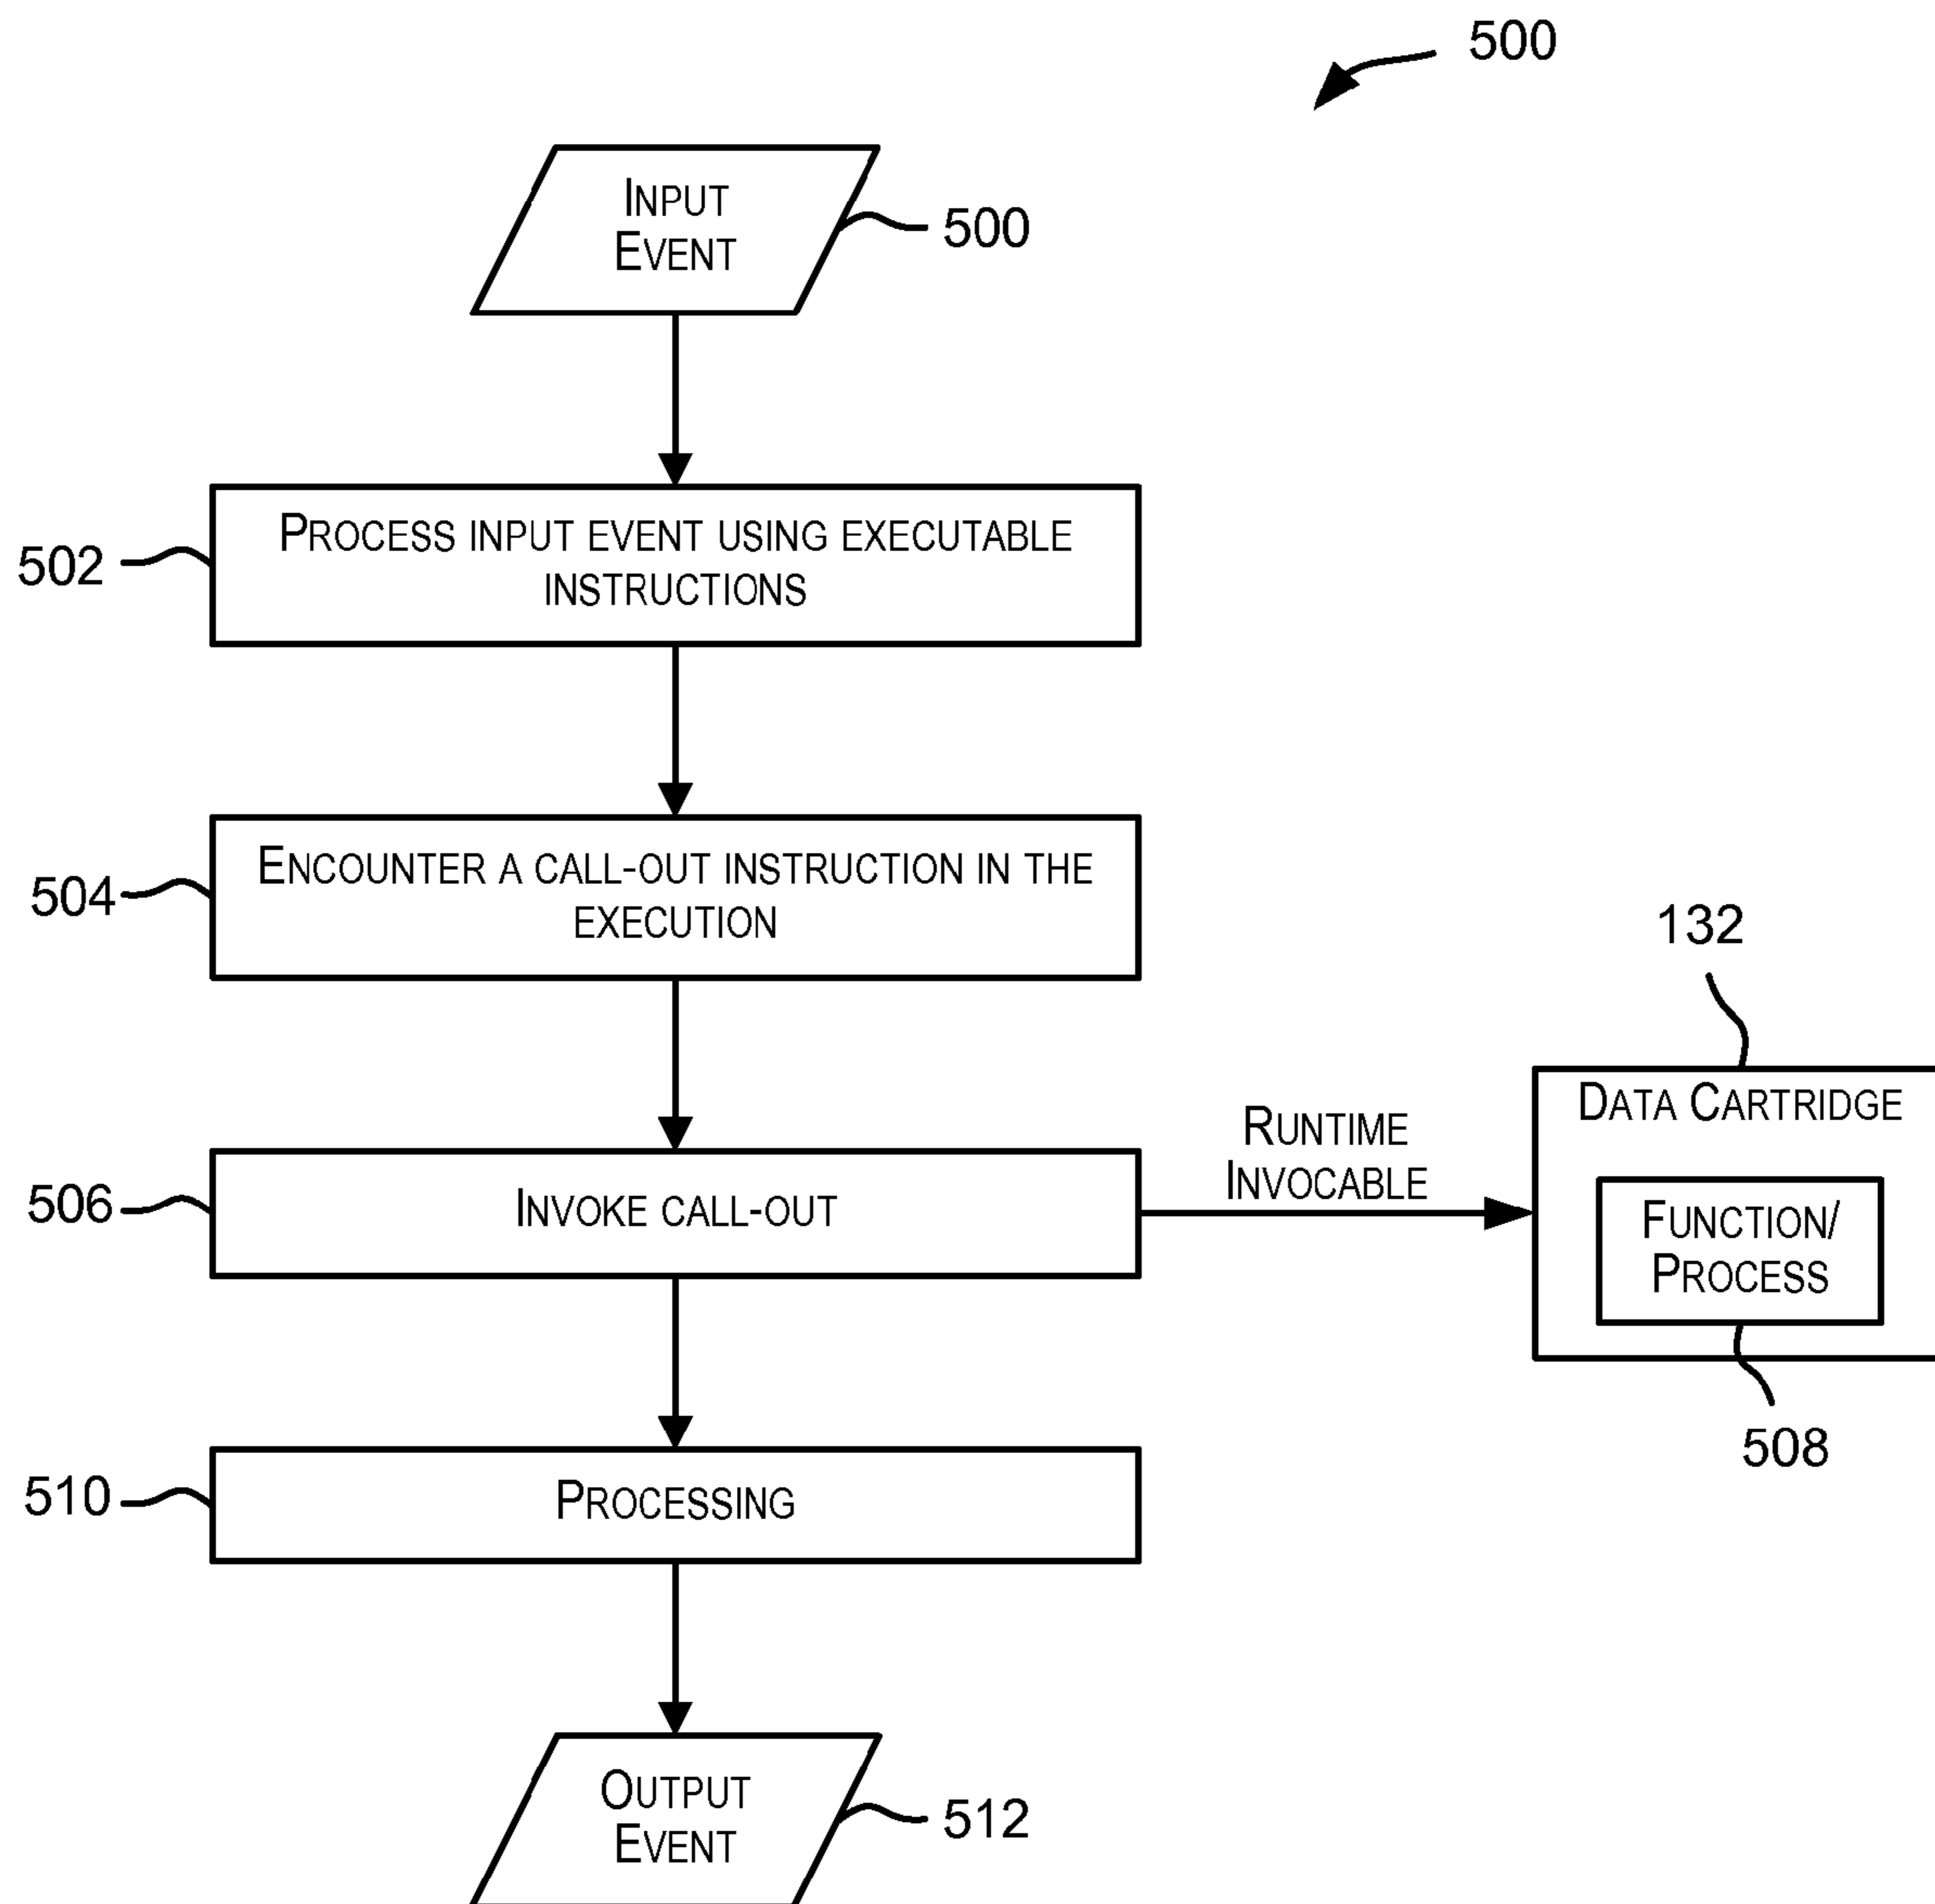 500
INPUT
EVENT
500
PROCESS INPUT EVENT USING EXECUTABLE
INSTRUCTIONS
502
ENCOUNTER A CALL-OUT INSTRUCTION IN THE
EXECUTION
504
132
DATA CARTRIDGE
RUNTIME
INVOCABLE
506
INVOKE CALL-OUT
FUNCTION/
PROCESS
508
510
PROCESSING
OUTPUT
EVENT
512